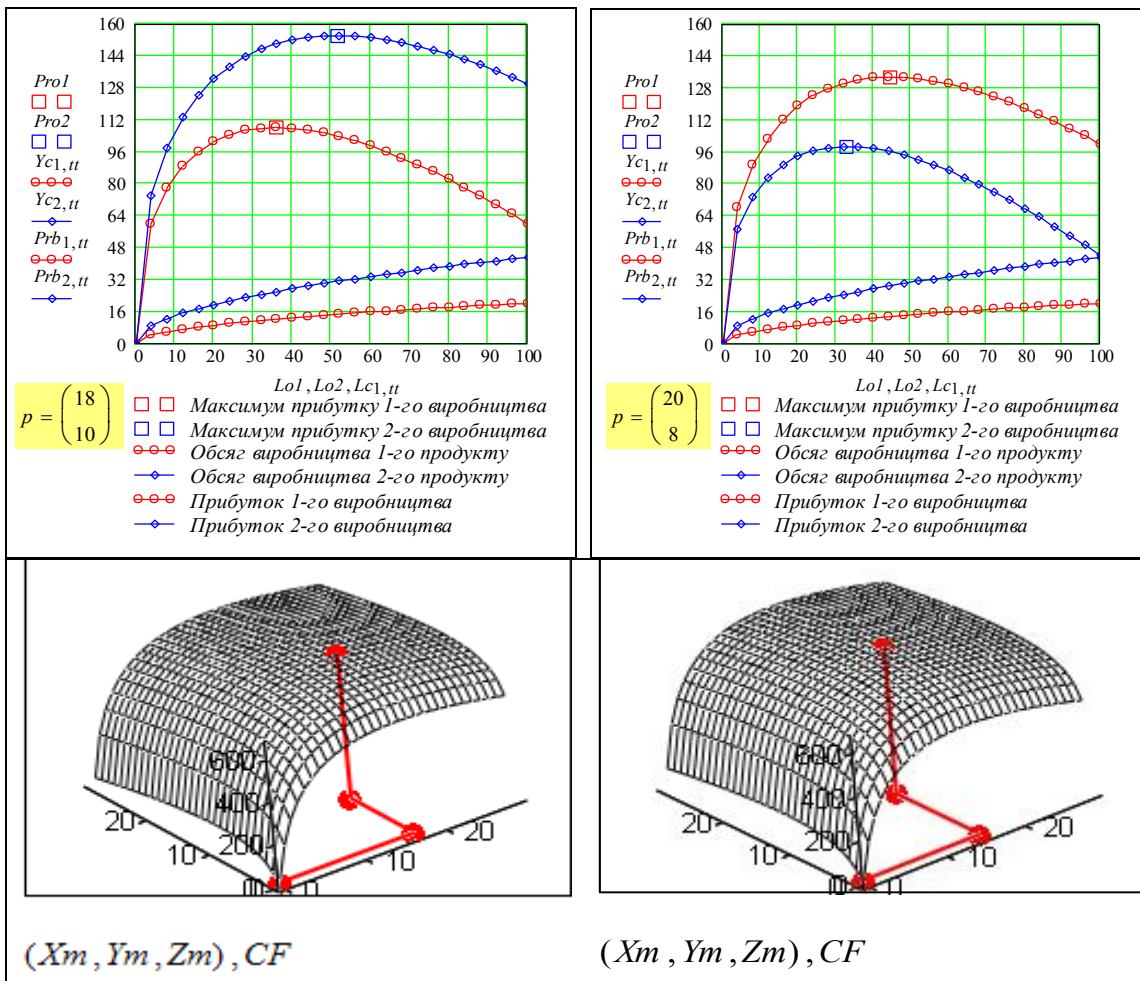 160
144
128
112
96
80
64
48
32
16
0
Pro1
Pro2
Yc1,tt
Yc2,tt
Prb1,tt
Prb2,tt
0 10 20 30 40 50 60 70 80 90 100
Lo1 , Lo2 , Lc1,tt
p = (18 10)
Максимум прибутку 1-го виробництва
Максимум прибутку 2-го виробництва
Обсяг виробництва 1-го продукту
Обсяг виробництва 2-го продукту
Прибуток 1-го виробництва
Прибуток 2-го виробництва
160
144
128
112
96
80
64
48
32
16
0
Pro1
Pro2
Yc1,tt
Yc2,tt
Prb1,tt
Prb2,tt
0 10 20 30 40 50 60 70 80 90 100
Lo1 , Lo2 , Lc1,tt
p = (20 8)
Максимум прибутку 1-го виробництва
Максимум прибутку 2-го виробництва
Обсяг виробництва 1-го продукту
Обсяг виробництва 2-го продукту
Прибуток 1-го виробництва
Прибуток 2-го виробництва
600
400
200
0
20
10
0
10
20
(Xm , Ym , Zm) , CF
600
400
200
0
20
10
0
10
20
(Xm , Ym , Zm) , CF